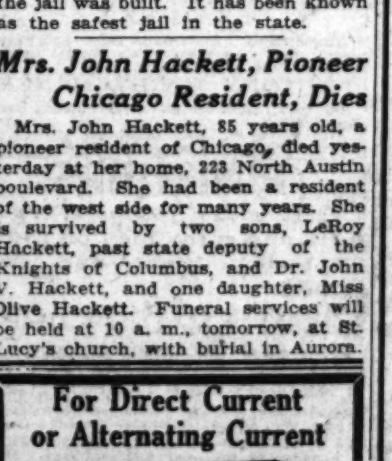 the jail was built. It has been known
as the safest jail in the state.
Mrs. John Hackett, Pioneer
Chicago Resident, Dies
Mrs. John Hackett, 85 years old, a
pioneer resident of Chicago, died yes-
terday at her home, 223 North Austin
boulevard. She had been a resident
of the west side for many years. She
is survived by two sons, LeRoy
Hackett, past state deputy of the
Knights of Columbus, and Dr. John
V. Hackett, and one daughter, Miss
Olive Hackett. Funeral services will
be held at 10 a. m., tomorrow, at St.
Lucy's church, with burial in Aurora.
For Direct Current
or Alternating Current